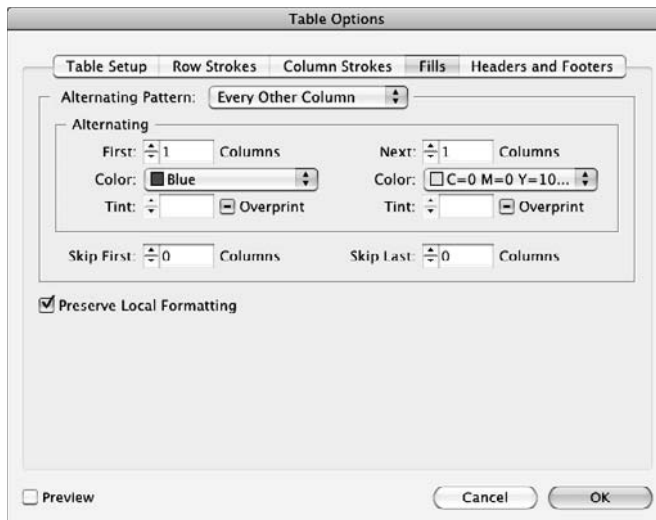 Table Options
Table Setup Row Strokes Column Strokes Fills Headers and Footers
Alternating Pattern: Every Other Column
Alternating
First: 1 Columns Next: 1 Columns
Color: Blue Color: C=0 M=0 Y=10...
Tint: Overprint Tint: Overprint
Skip First: 0 Columns Skip Last: 0 Columns
Preserve Local Formatting
Preview Cancel OK